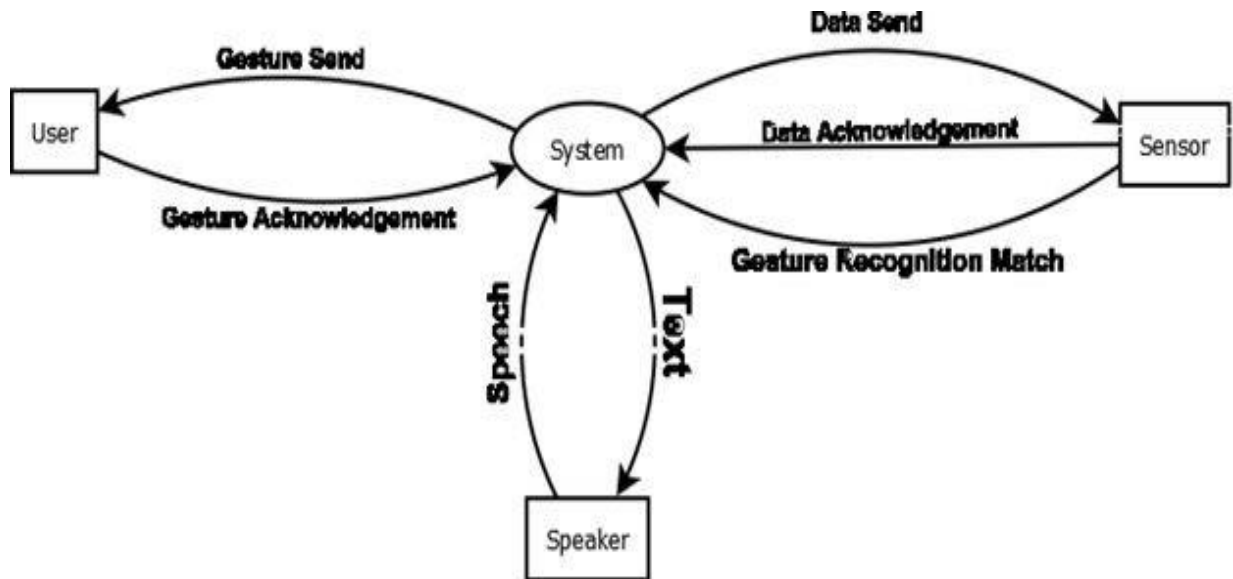 Data Send
Gesture Send
User
System
Data Acknowledgement
Sensor
Gesture Acknowledgement
Gesture Recognition Match
Speech
Text
Speaker